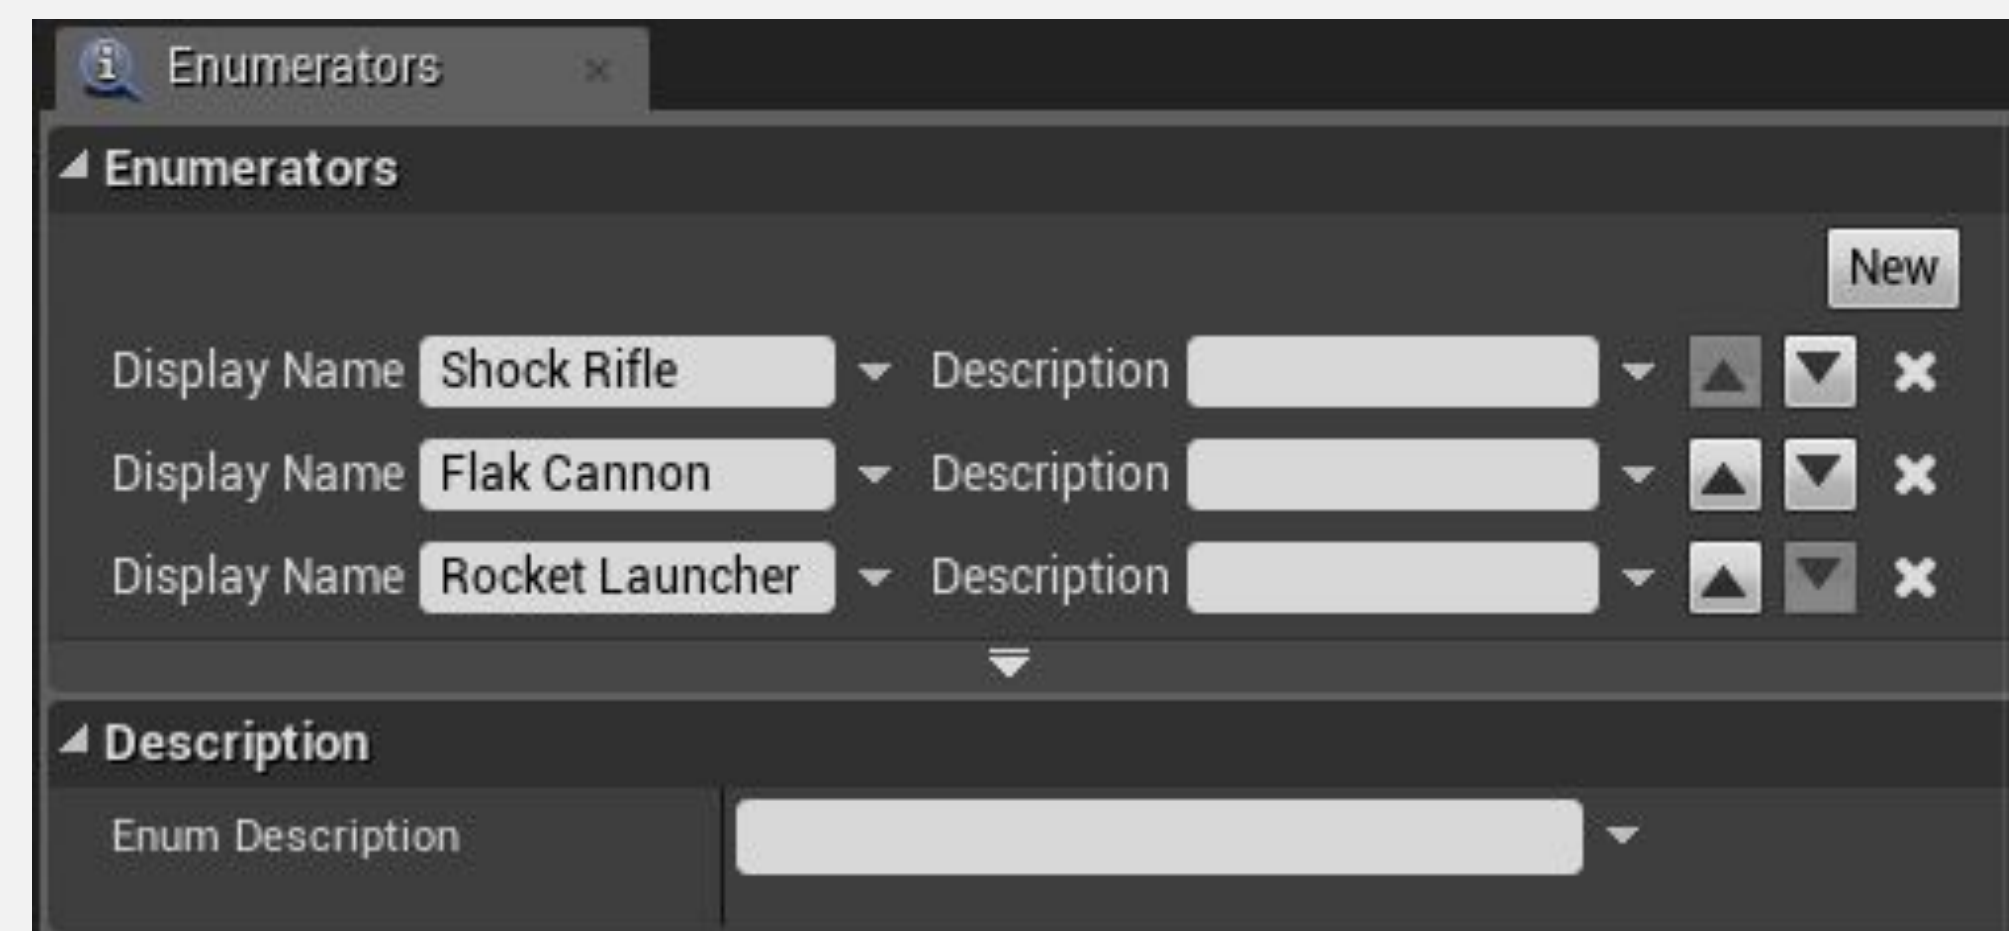 Enumerators
Enumerators
New
Display Name Shock Rifle Description
Display Name Flak Cannon Description
Display Name Rocket Launcher Description
Description
Enum Description